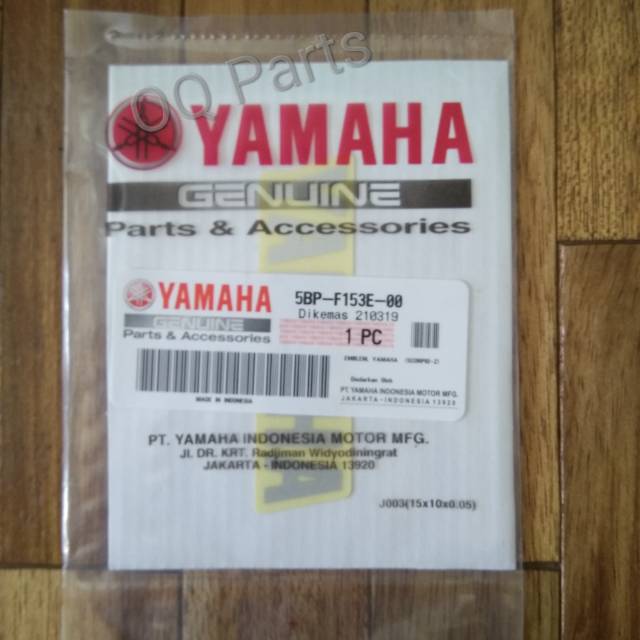 OQ Parts
YAMAHA
GENUINE
Parts & Accessories
YAMAHA
GENUINE
Parts & Accessories
5BP-F153E-00
Dikemas 210319
1 PC
EMBLEM, YAMAHA
Diedarkan Oleh
PT. YAMAHA INDONESIA MOTOR MFG.
JAKARTA-INDONESIA 13920
MADE IN INDONESIA
PT. YAMAHA INDONESIA MOTOR MFG.
Jl. DR. KRT. Radjiman Widyodiningrat
JAKARTA - INDONESIA 13920
J003(15x10x0.05)